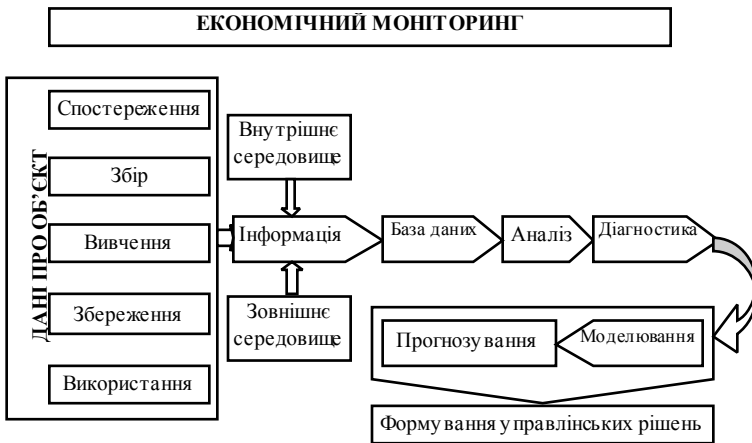 ЕКОНОМІЧНИЙ МОНІТОРИНГ
ДАНІ ПРО ОБ’ЄКТ
Спостереження
Збір
Вивчення
Збереження
Використання
Внутрішнє
середовище
Інформація
Зовнішнє
середовище
База даних
Аналіз
Діагностика
Прогнозування
Моделювання
Формування управлінських рішень